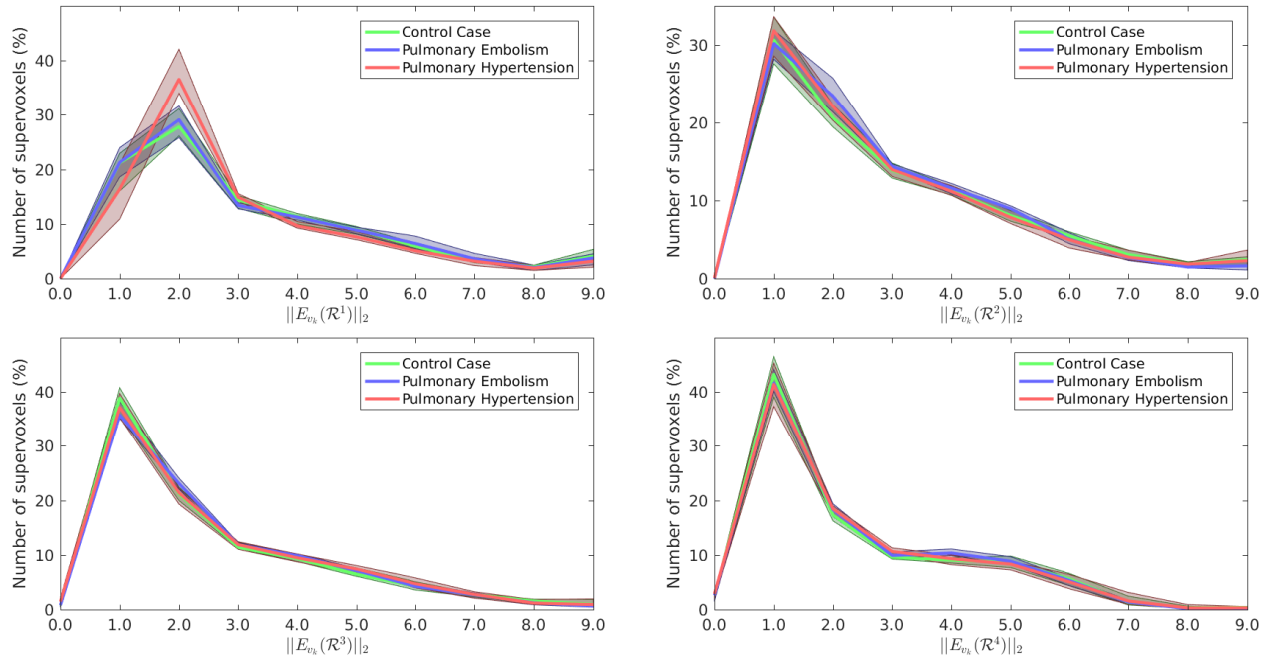 Number of supervoxels (%)
50
40
30
20
10
0
Control Case
Pulmonary Embolism
Pulmonary Hypertension
0.0 1.0 2.0 3.0 4.0 5.0 6.0 7.0 8.0 9.0
||E_{v_k}(ℛ^1)||_2
Number of supervoxels (%)
30
20
10
0
Control Case
Pulmonary Embolism
Pulmonary Hypertension
0.0 1.0 2.0 3.0 4.0 5.0 6.0 7.0 8.0 9.0
||E_{v_k}(ℛ^2)||_2
Number of supervoxels (%)
40
30
20
10
0
Control Case
Pulmonary Embolism
Pulmonary Hypertension
0.0 1.0 2.0 3.0 4.0 5.0 6.0 7.0 8.0 9.0
||E_{v_k}(ℛ^3)||_2
Number of supervoxels (%)
40
30
20
10
0
Control Case
Pulmonary Embolism
Pulmonary Hypertension
0.0 1.0 2.0 3.0 4.0 5.0 6.0 7.0 8.0 9.0
||E_{v_k}(ℛ^4)||_2